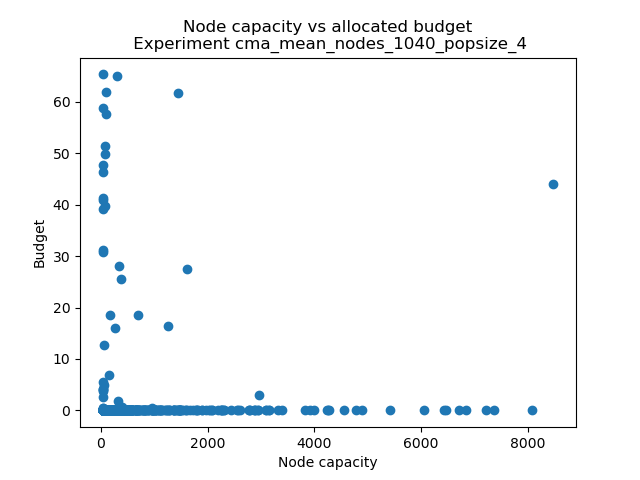 Node capacity vs allocated budget
Experiment cma_mean_nodes_1040_popsize_4
60
50
40
30
20
10
0
Budget
0 2000 4000 6000 8000
Node capacity